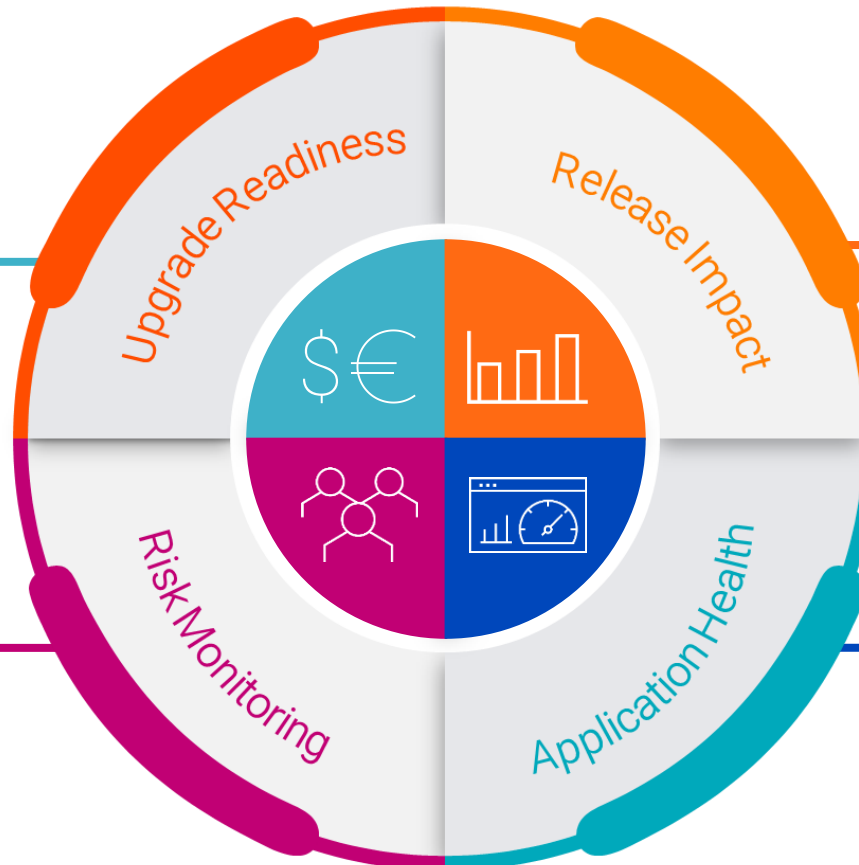 Upgrade Readiness
Release Impact
Risk Monitoring
Application Health
$€